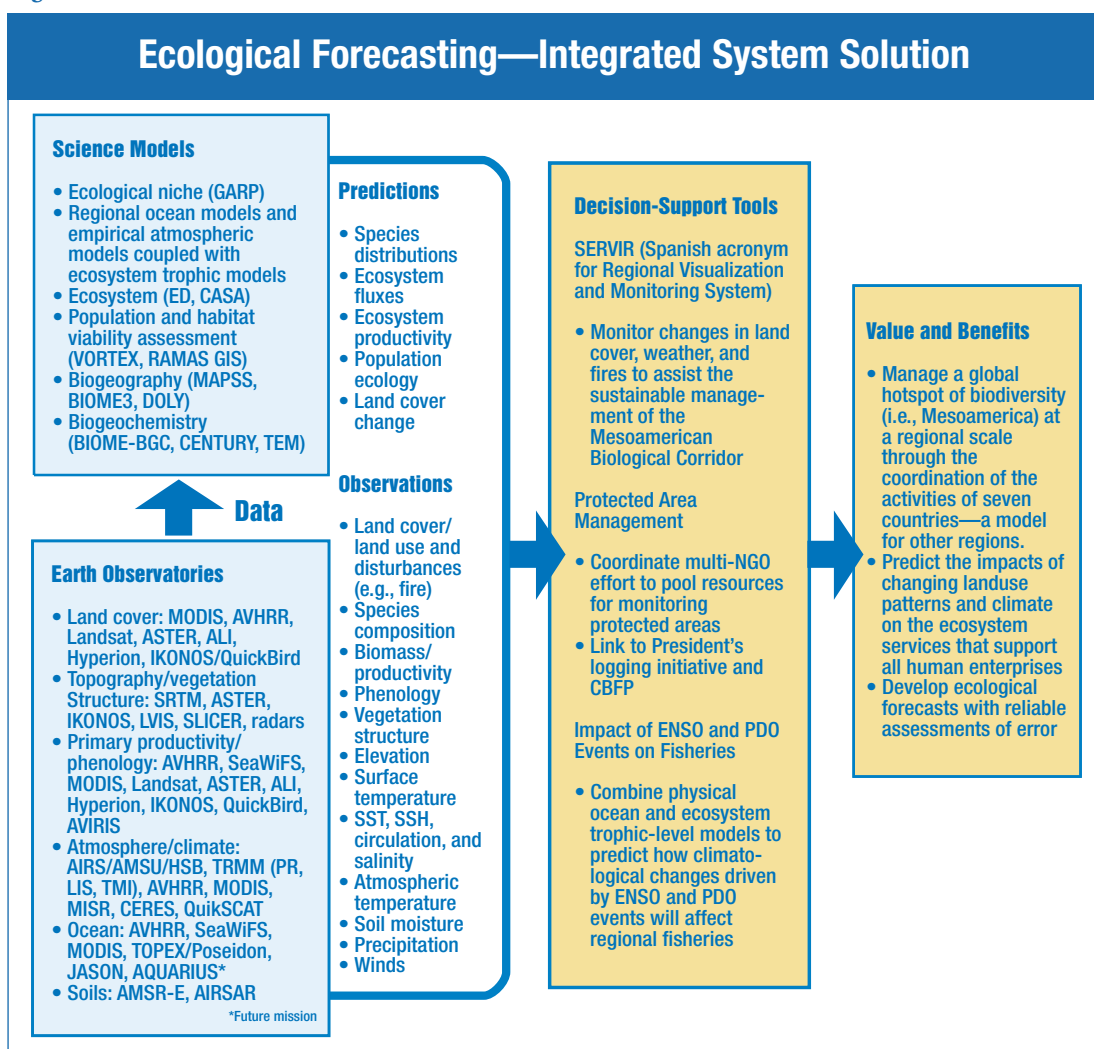 Ecological Forecasting—Integrated System Solution
Science Models
• Ecological niche (GARP)
• Regional ocean models and
empirical atmospheric
models coupled with
ecosystem trophic models
• Ecosystem (ED, CASA)
• Population and habitat
viability assessment
(VORTEX, RAMAS GIS)
• Biogeography (MAPSS,
BIOME3, DOLY)
• Biogeochemistry
(BIOME-BGC, CENTURY, TEM)
Data
Earth Observatories
• Land cover: MODIS, AVHRR,
Landsat, ASTER, ALI,
Hyperion, IKONOS/QuickBird
• Topography/vegetation
Structure: SRTM, ASTER,
IKONOS, LVIS, SLICER, radars
• Primary productivity/
phenology: AVHRR, SeaWiFS,
MODIS, Landsat, ASTER, ALI,
Hyperion, IKONOS, QuickBird,
AVIRIS
• Atmosphere/climate:
AIRS/AMSU/HSB, TRMM (PR,
LIS, TMI), AVHRR, MODIS,
MISR, CERES, QuikSCAT
• Ocean: AVHRR, SeaWiFS,
MODIS, TOPEX/Poseidon,
JASON, AQUARIUS*
• Soils: AMSR-E, AIRSAR
*Future mission
Predictions
• Species
distributions
• Ecosystem
fluxes
• Ecosystem
productivity
• Population
ecology
• Land cover
change
Observations
• Land cover/
land use and
disturbances
(e.g., fire)
• Species
composition
• Biomass/
productivity
• Phenology
• Vegetation
structure
• Elevation
• Surface
temperature
• SST, SSH,
circulation, and
salinity
• Atmospheric
temperature
• Soil moisture
• Precipitation
• Winds
Decision-Support Tools
SERVIR (Spanish acronym
for Regional Visualization
and Monitoring System)
• Monitor changes in land
cover, weather, and
fires to assist the
sustainable manage-
ment of the
Mesoamerican
Biological Corridor
Protected Area
Management
• Coordinate multi-NGO
effort to pool resources
for monitoring
protected areas
• Link to President's
logging initiative and
CBFP
Impact of ENSO and PDO
Events on Fisheries
• Combine physical
ocean and ecosystem
trophic-level models to
predict how climato-
logical changes driven
by ENSO and PDO
events will affect
regional fisheries
Value and Benefits
• Manage a global
hotspot of biodiversity
(i.e., Mesoamerica) at
a regional scale
through the
coordination of the
activities of seven
countries—a model
for other regions.
• Predict the impacts of
changing landuse
patterns and climate
on the ecosystem
services that support
all human enterprises
• Develop ecological
forecasts with reliable
assessments of error